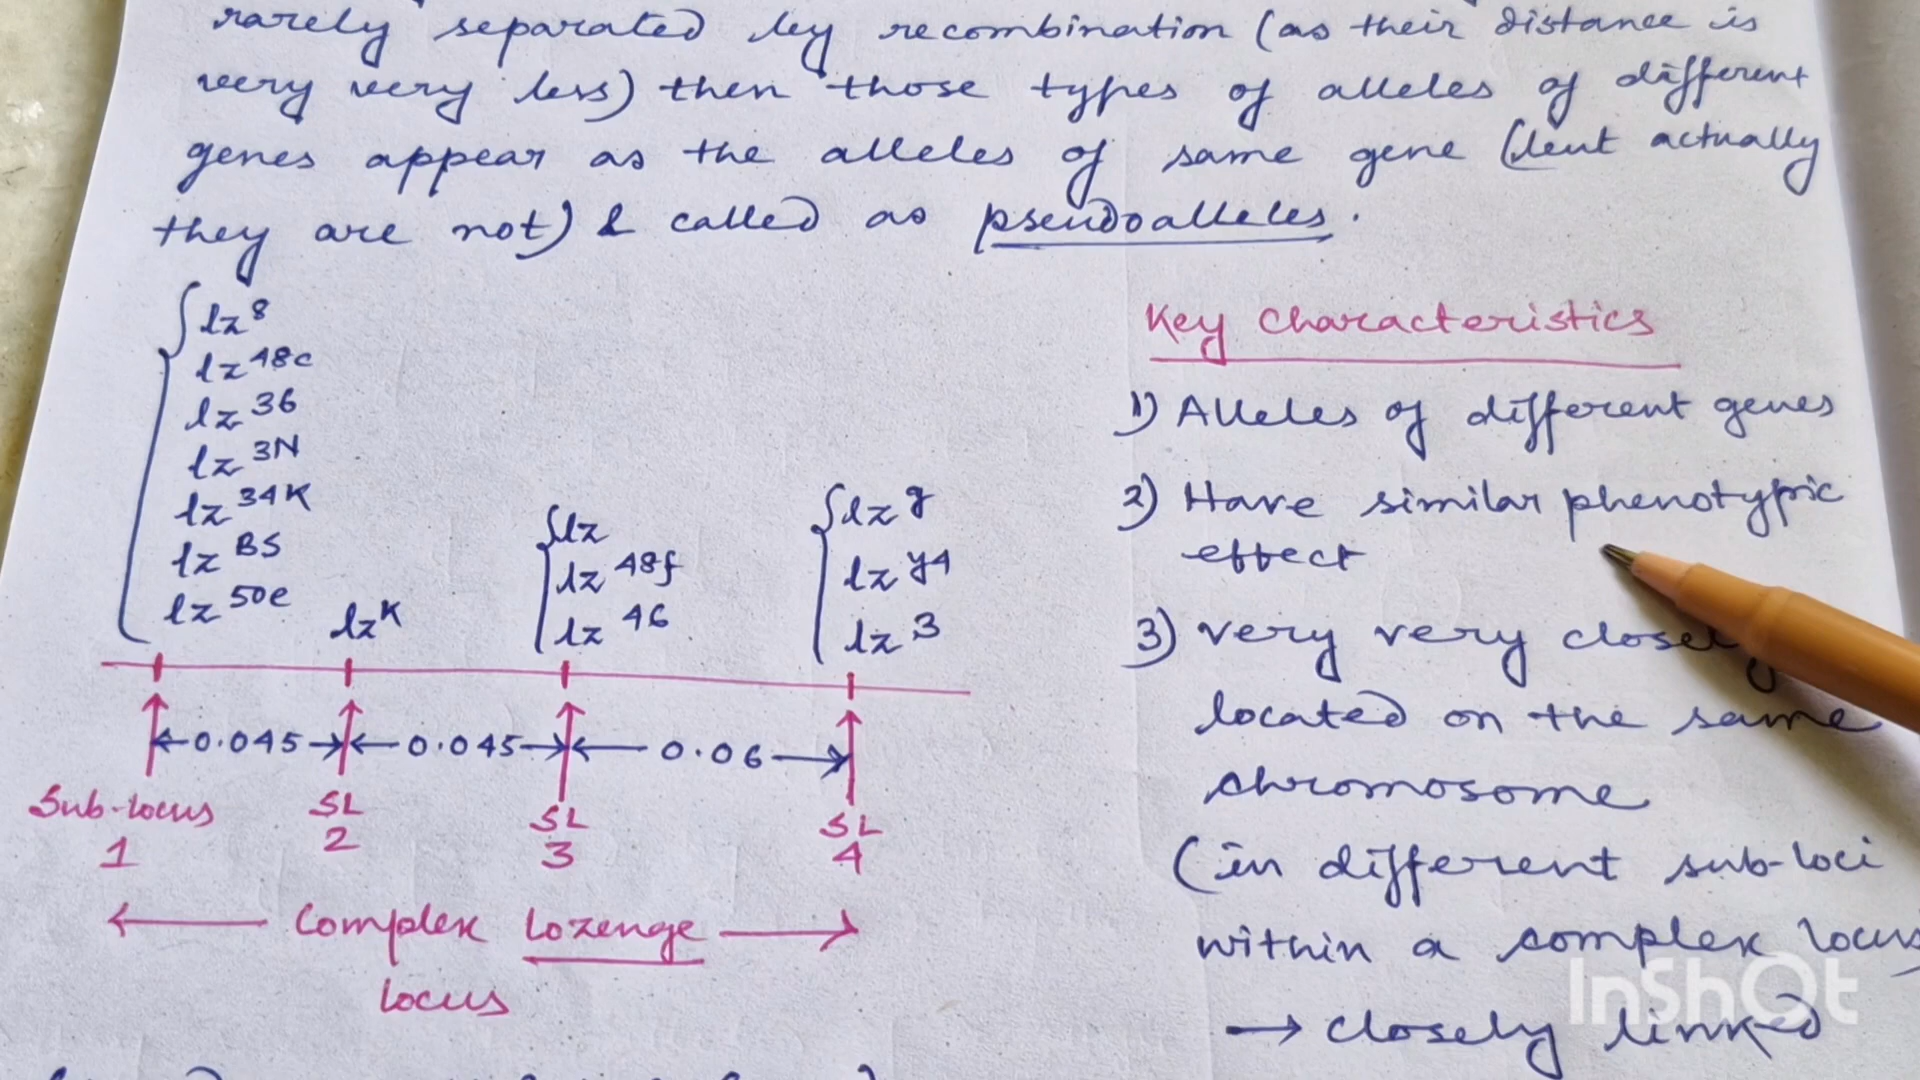 rarely separated by recombination (as their distance is
very very less) then those types of alleles of different
genes appear as the alleles of same gene (but actually
they are not) & called as pseudoalleles.
lz⁸
lz⁴⁸ᶜ
lz³⁶
lz³ᴺ
lz³⁴ᴷ
lzᴮˢ
lz⁵⁰ᵉ
lzᴷ
lz
lz⁴⁸ᶠ
lz⁴⁶
lzᵍ
lzʸ⁴
lz³
0.045 0.045 0.06
Sub-locus 1
SL 2
SL 3
SL 4
Complex Lozenge
locus
Key Characteristics
1) Alleles of different genes
2) Have similar phenotypic
effect
3) very very closely
located on the same
chromosome
(in different sub-loci
within a complex locus
→ closely linked
InShOt